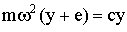 mω² (y + e) = cy